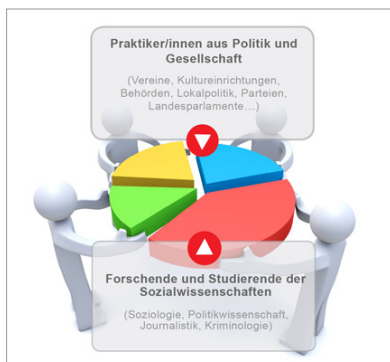 Praktiker/innen aus Politik und
Gesellschaft
(Vereine, Kultureinrichtungen,
Behörden, Lokalpolitik, Parteien,
Landesparlamente...)
Forschende und Studierende der
Sozialwissenschaften
(Soziologie, Politikwissenschaft,
Journalistik, Kriminologie)